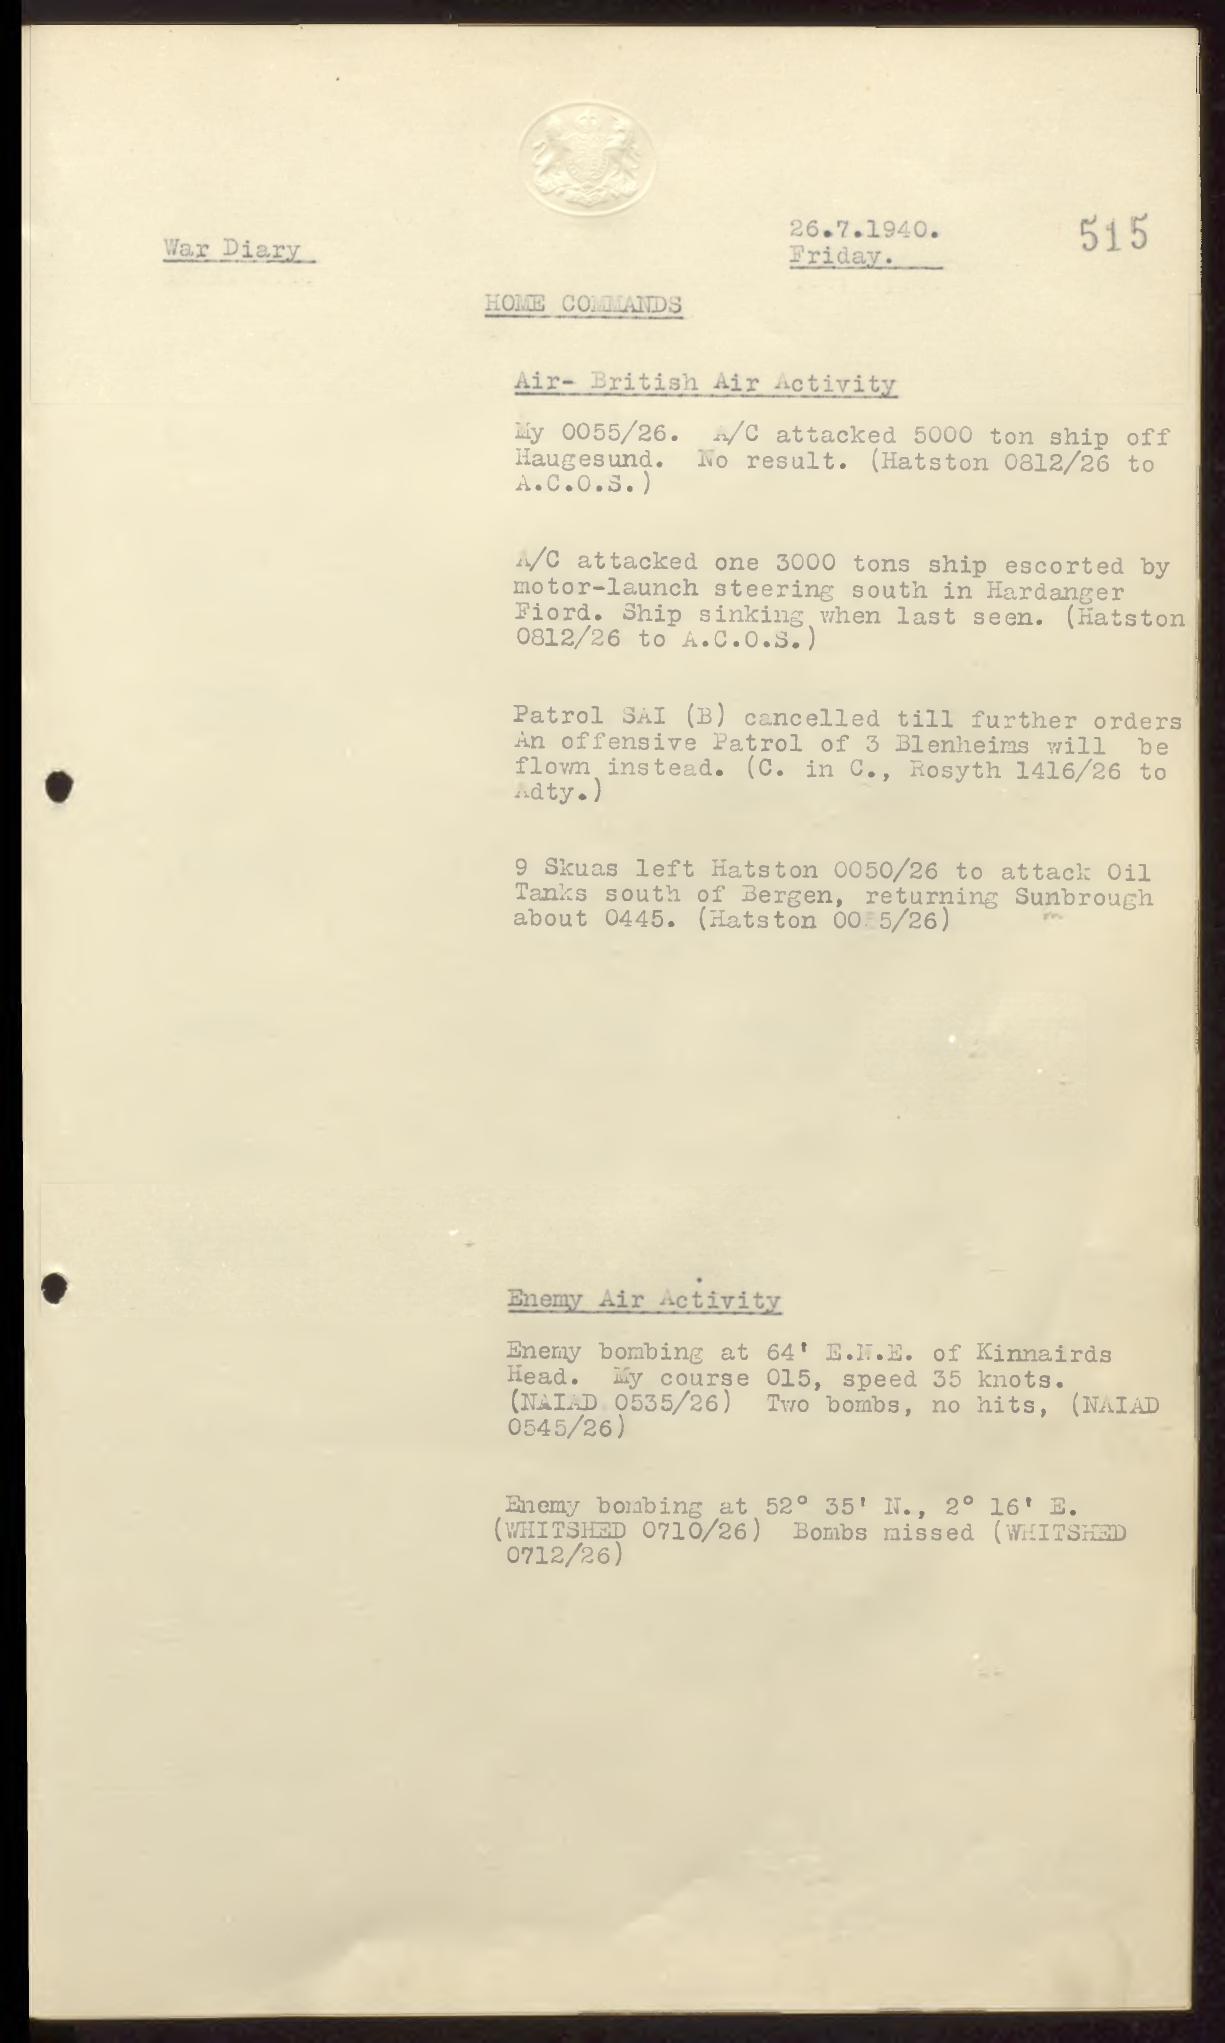 War Diary
26.7.1940.
Friday.
515
HOME COMMANDS
Air- British Air Activity
My 0055/26. A/C attacked 5000 ton ship off
Haugesund. No result. (Hatston 0812/26 to
A.C.O.S.)
A/C attacked one 3000 tons ship escorted by
motor-launch steering south in Hardanger
Fiord. Ship sinking when last seen. (Hatston
0812/26 to A.C.O.S.)
Patrol SAI (B) cancelled till further orders
An offensive Patrol of 3 Blenheims will be
flown instead. (C. in C., Rosyth 1416/26 to
Adty.)
9 Skuas left Hatston 0050/26 to attack Oil
Tanks south of Bergen, returning Sunbrough
about 0445. (Hatston
m
Enemy Air Activity
Enemy bombing at 64' E.N.E. of Kinnairds
Head. My course 015, speed 35 knots.
(NAIAD 0535/26) Two bombs, no hits, (NAIAD
0545/26)
Enemy bombing at 52° 35' N., 2° 16' E.
(WHITSHED 0710/26) Bombs missed (WHITSHED
0712/26)